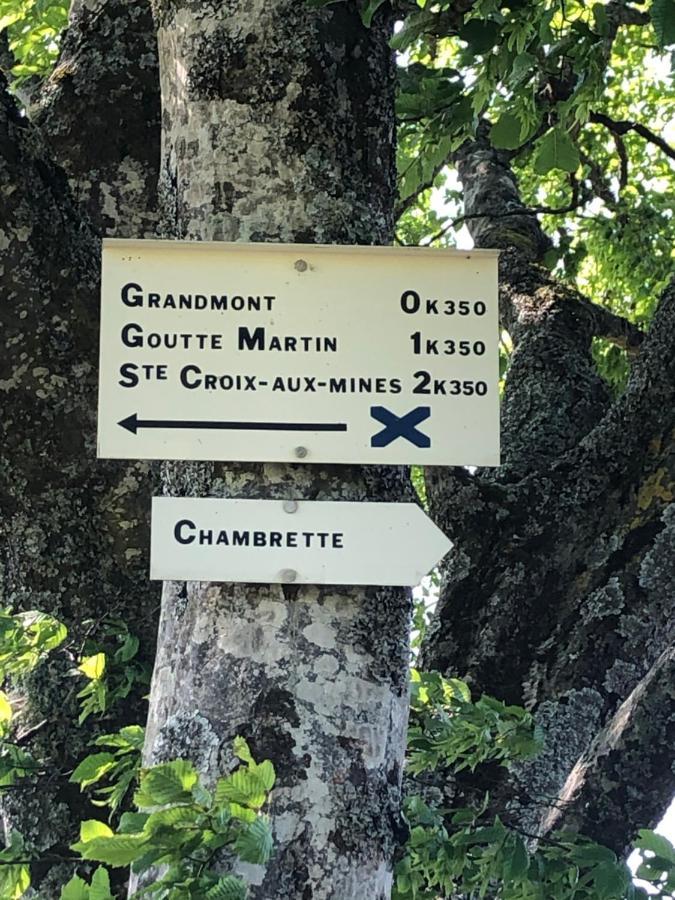 GRANDMONT 0K350
GOUTTE MARTIN 1K350
STE CROIX-AUX-MINES 2K350
CHAMBRETTE